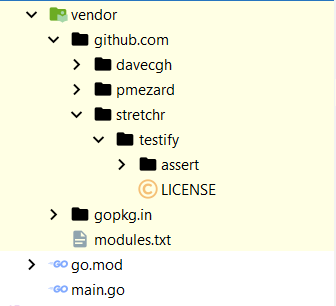 vendor
github.com
davecgh
pmezard
stretchr
testify
assert
LICENSE
gopkg.in
modules.txt
go.mod
main.go